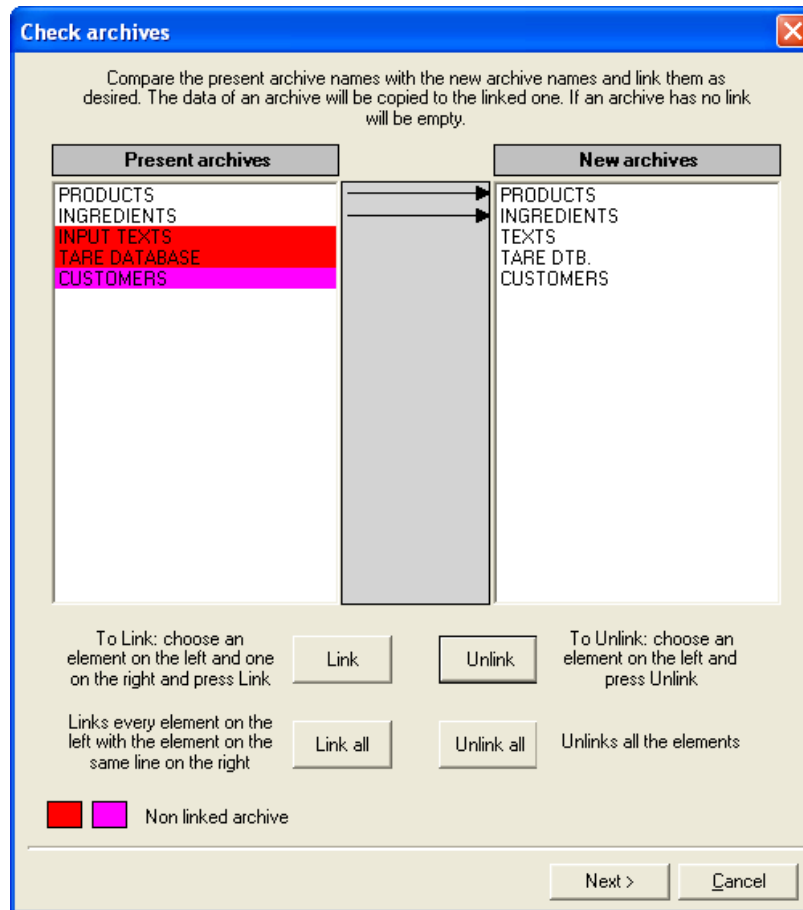 Check archives
Compare the present archive names with the new archive names and link them as
desired. The data of an archive will be copied to the linked one. If an archive has no link
will be empty.
Present archives
New archives
PRODUCTS
INGREDIENTS
INPUT TEXTS
TARE DATABASE
CUSTOMERS
PRODUCTS
INGREDIENTS
TEXTS
TARE DTB.
CUSTOMERS
To Link: choose an
element on the left and one
on the right and press Link
Link
Unlink
To Unlink: choose an
element on the left and
press Unlink
Links every element on the
left with the element on the
same line on the right
Link all
Unlink all
Unlinks all the elements
Non linked archive
Next >
Cancel